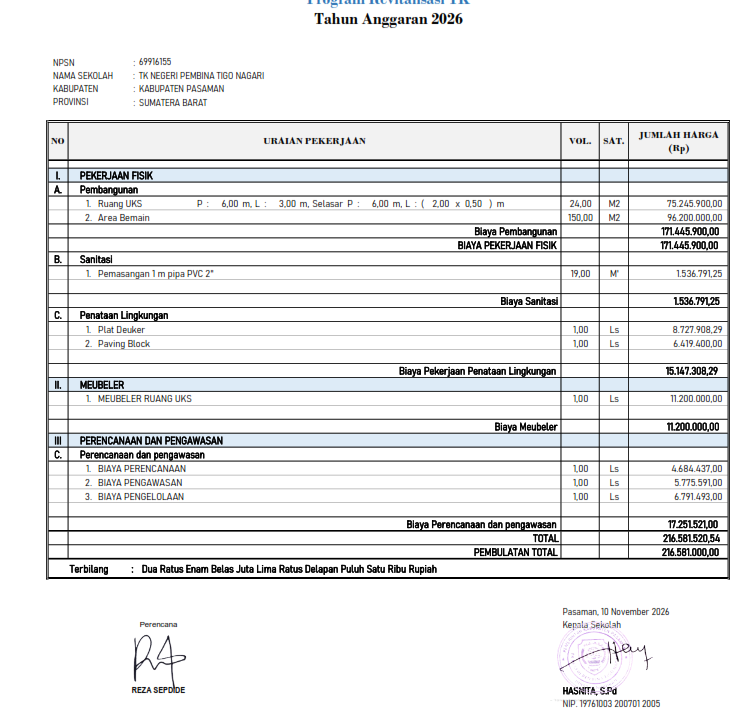 Program Revitalisasi TK
Tahun Anggaran 2026
NPSN : 69916155
NAMA SEKOLAH : TK NEGERI PEMBINA TIGO NAGARI
KABUPATEN : KABUPATEN PASAMAN
PROVINSI : SUMATERA BARAT
NO URAIAN PEKERJAAN VOL. SAT. JUMLAH HARGA (Rp)
I. PEKERJAAN FISIK
A. Pembangunan
1. Ruang UKS P : 6,00 m, L : 3,00 m, Selasar P : 6,00 m, L : ( 2,00 x 0,50 ) m 24,00 M2 75.245.900,00
2. Area Bemain 150,00 M2 96.200.000,00
Biaya Pembangunan 171.445.900,00
BIAYA PEKERJAAN FISIK 171.445.900,00
B. Sanitasi
1. Pemasangan 1 m pipa PVC 2" 19,00 M' 1.536.791,25
Biaya Sanitasi 1.536.791,25
C. Penataan Lingkungan
1. Plat Deuker 1,00 Ls 8.727.908,29
2. Paving Block 1,00 Ls 6.419.400,00
Biaya Pekerjaan Penataan Lingkungan 15.147.308,29
II. MEUBELER
1. MEUBELER RUANG UKS 1,00 Ls 11.200.000,00
Biaya Meubeler 11.200.000,00
III PERENCANAAN DAN PENGAWASAN
C. Perencanaan dan pengawasan
1. BIAYA PERENCANAAN 1,00 Ls 4.684.437,00
2. BIAYA PENGAWASAN 1,00 Ls 5.775.591,00
3. BIAYA PENGELOLAAN 1,00 Ls 6.791.493,00
Biaya Perencanaan dan pengawasan 17.251.521,00
TOTAL 216.581.520,54
PEMBULATAN TOTAL 216.581.000,00
Terbilang : Dua Ratus Enam Belas Juta Lima Ratus Delapan Puluh Satu Ribu Rupiah
Pasaman, 10 November 2026
Perencana
Kepala Sekolah
REZA SEPDIDE
HASNITA, S.Pd
NIP. 19761003 200701 2005